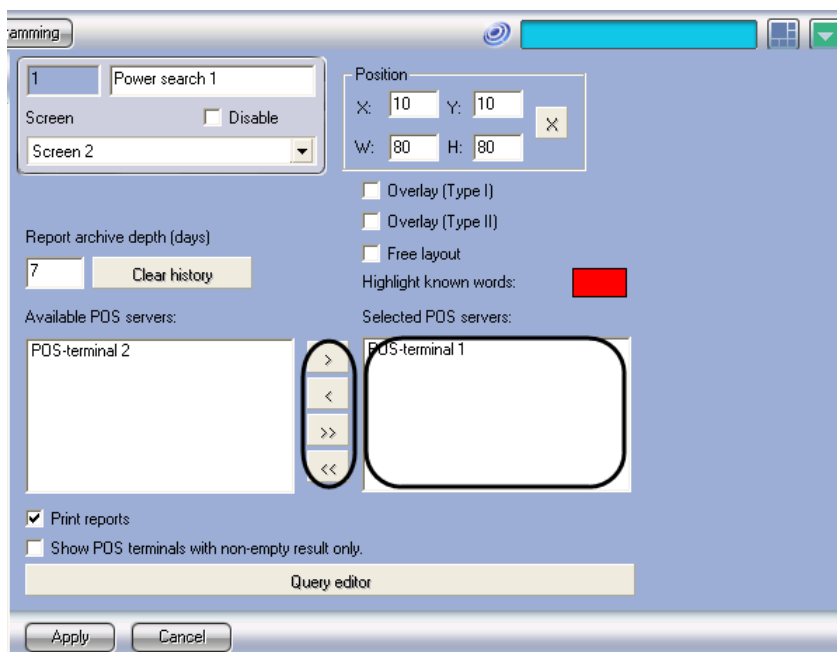 amming
1 Power search 1
Screen Disable
Screen 2
Position
X: 10 Y: 10 X
W: 80 H: 80
Overlay (Type I)
Overlay (Type II)
Free layout
Report archive depth (days)
7 Clear history
Highlight known words:
Available POS servers: Selected POS servers:
POS-terminal 2 > POS-terminal 1
<
>>
<<
Print reports
Show POS terminals with non-empty result only.
Query editor
Apply Cancel